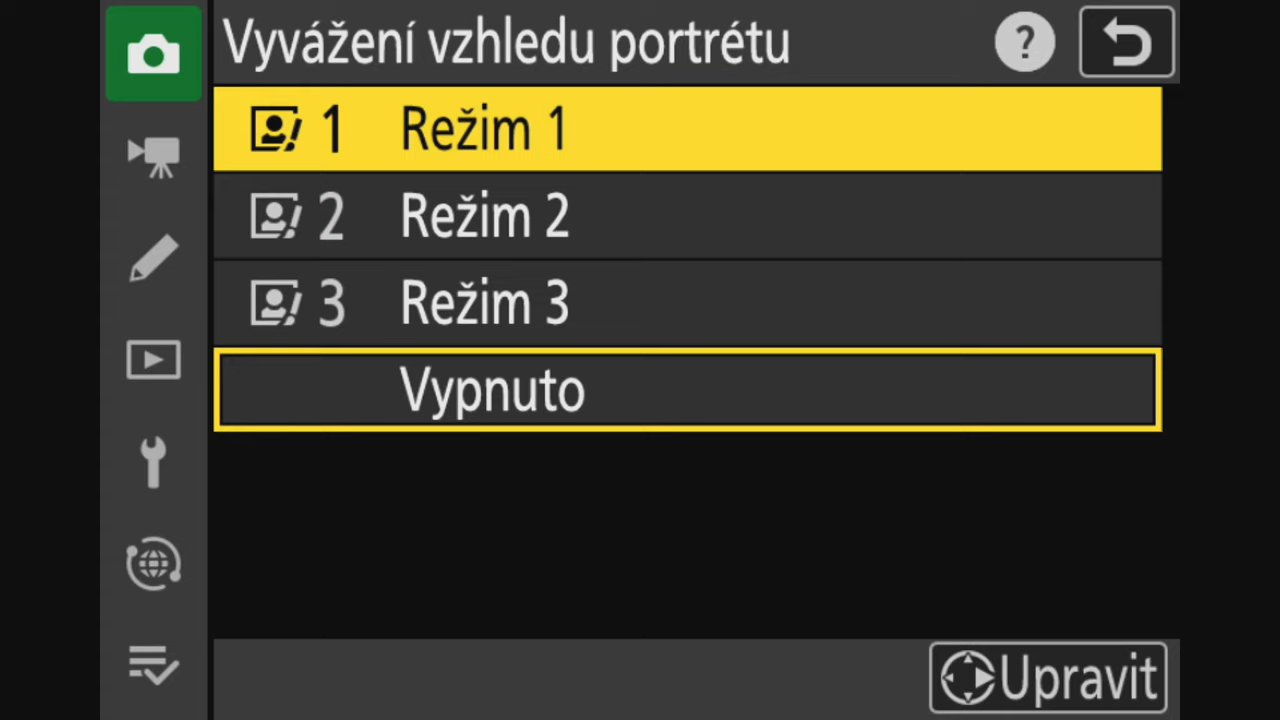 Vyvážení vzhledu portrétu ?
1 Režim 1
2 Režim 2
3 Režim 3
Vypnuto
Upravit